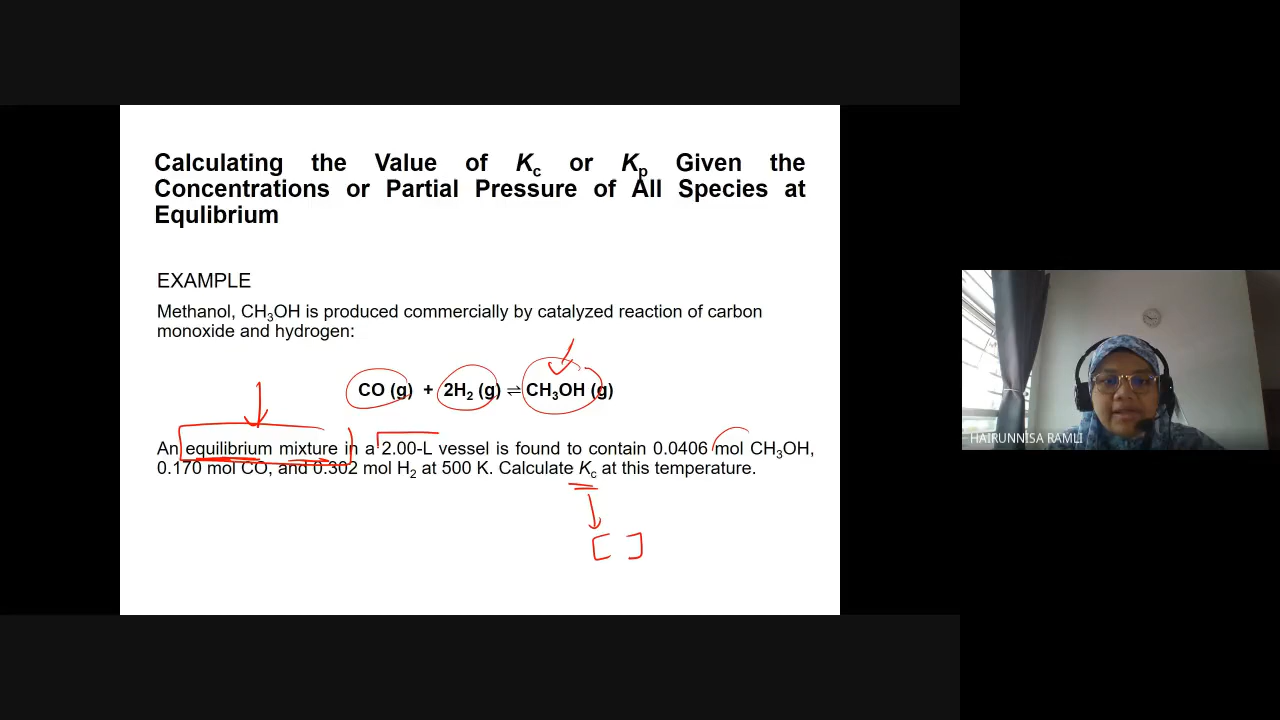 Calculating the Value of Kc or Kp Given the
Concentrations or Partial Pressure of All Species at
Equlibrium
EXAMPLE
Methanol, CH3OH is produced commercially by catalyzed reaction of carbon
monoxide and hydrogen:
CO (g) + 2H2 (g) ⇌ CH3OH (g)
An equilibrium mixture in a 2.00-L vessel is found to contain 0.0406 mol CH3OH,
0.170 mol CO, and 0.302 mol H2 at 500 K. Calculate Kc at this temperature.
[ ]
HAIRUNNISA RAMLI